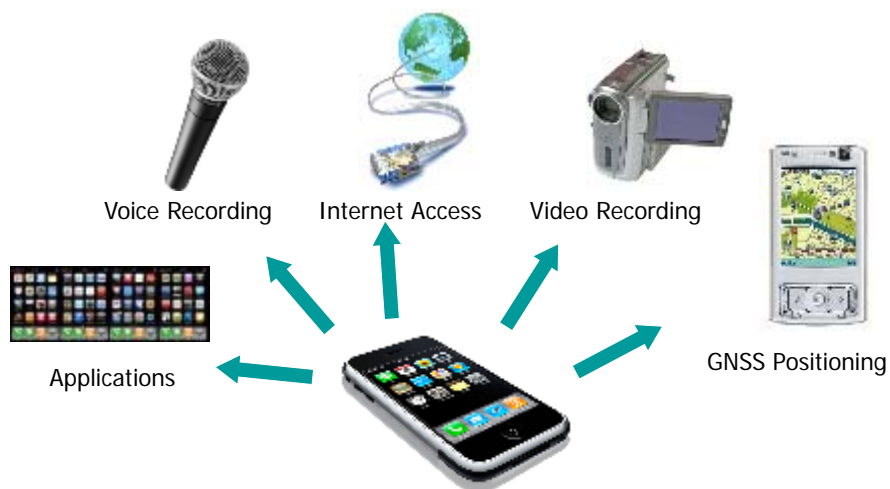 Voice Recording
Internet Access
Video Recording
Applications
GNSS Positioning